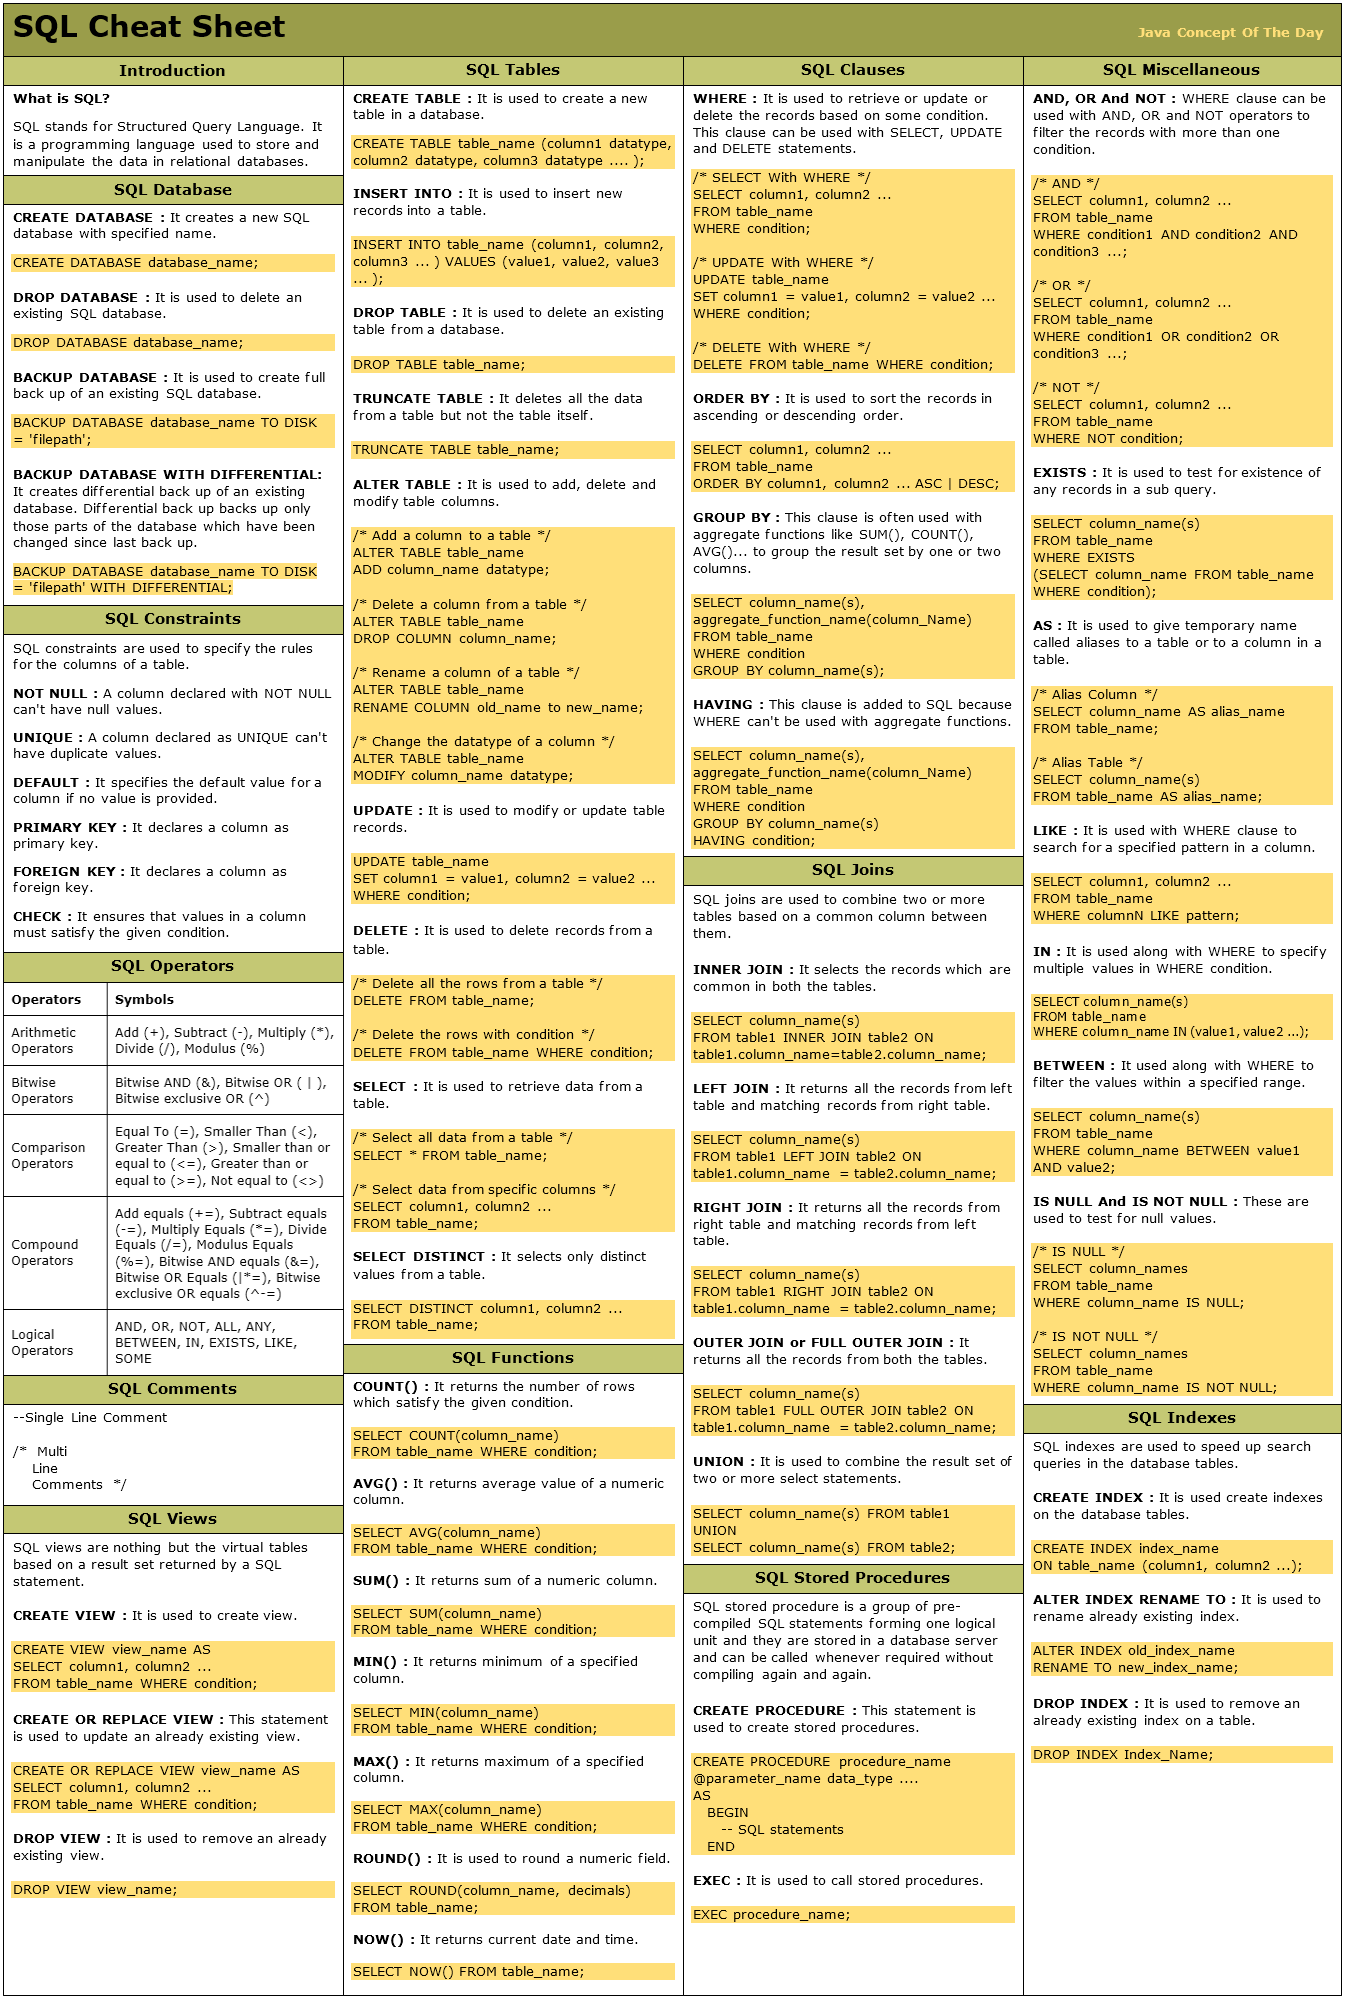 SQL Cheat Sheet
Java Concept Of The Day
Introduction
What is SQL?
SQL stands for Structured Query Language. It
is a programming language used to store and
manipulate the data in relational databases.
SQL Database
CREATE DATABASE : It creates a new SQL
database with specified name.
CREATE DATABASE database_name;
DROP DATABASE : It is used to delete an
existing SQL database.
DROP DATABASE database_name;
BACKUP DATABASE : It is used to create full
back up of an existing SQL database.
BACKUP DATABASE database_name TO DISK
= 'filepath';
BACKUP DATABASE WITH DIFFERENTIAL:
It creates differential back up of an existing
database. Differential back up backs up only
those parts of the database which have been
changed since last back up.
BACKUP DATABASE database_name TO DISK
= 'filepath' WITH DIFFERENTIAL;
SQL Constraints
SQL constraints are used to specify the rules
for the columns of a table.
NOT NULL : A column declared with NOT NULL
can't have null values.
UNIQUE : A column declared as UNIQUE can't
have duplicate values.
DEFAULT : It specifies the default value for a
column if no value is provided.
PRIMARY KEY : It declares a column as
primary key.
FOREIGN KEY : It declares a column as
foreign key.
CHECK : It ensures that values in a column
must satisfy the given condition.
SQL Operators
Operators Symbols
Arithmetic
Operators
Add (+), Subtract (-), Multiply (*),
Divide (/), Modulus (%)
Bitwise
Operators
Bitwise AND (&), Bitwise OR ( | ),
Bitwise exclusive OR (^)
Comparison
Operators
Equal To (=), Smaller Than (<),
Greater Than (>), Smaller than or
equal to (<=), Greater than or
equal to (>=), Not equal to (<>)
Compound
Operators
Add equals (+=), Subtract equals
(-=), Multiply Equals (*=), Divide
Equals (/=), Modulus Equals
(%=), Bitwise AND equals (&=),
Bitwise OR Equals (|*=), Bitwise
exclusive OR equals (^-=)
Logical
Operators
AND, OR, NOT, ALL, ANY,
BETWEEN, IN, EXISTS, LIKE,
SOME
SQL Comments
--Single Line Comment
/* Multi
Line
Comments */
SQL Views
SQL views are nothing but the virtual tables
based on a result set returned by a SQL
statement.
CREATE VIEW : It is used to create view.
CREATE VIEW view_name AS
SELECT column1, column2 ...
FROM table_name WHERE condition;
CREATE OR REPLACE VIEW : This statement
is used to update an already existing view.
CREATE OR REPLACE VIEW view_name AS
SELECT column1, column2 ...
FROM table_name WHERE condition;
DROP VIEW : It is used to remove an already
existing view.
DROP VIEW view_name;
SQL Tables
CREATE TABLE : It is used to create a new
table in a database.
CREATE TABLE table_name (column1 datatype,
column2 datatype, column3 datatype .... );
INSERT INTO : It is used to insert new
records into a table.
INSERT INTO table_name (column1, column2,
column3 ... ) VALUES (value1, value2, value3
... );
DROP TABLE : It is used to delete an existing
table from a database.
DROP TABLE table_name;
TRUNCATE TABLE : It deletes all the data
from a table but not the table itself.
TRUNCATE TABLE table_name;
ALTER TABLE : It is used to add, delete and
modify table columns.
/* Add a column to a table */
ALTER TABLE table_name
ADD column_name datatype;
/* Delete a column from a table */
ALTER TABLE table_name
DROP COLUMN column_name;
/* Rename a column of a table */
ALTER TABLE table_name
RENAME COLUMN old_name to new_name;
/* Change the datatype of a column */
ALTER TABLE table_name
MODIFY column_name datatype;
UPDATE : It is used to modify or update table
records.
UPDATE table_name
SET column1 = value1, column2 = value2 ...
WHERE condition;
DELETE : It is used to delete records from a
table.
/* Delete all the rows from a table */
DELETE FROM table_name;
/* Delete the rows with condition */
DELETE FROM table_name WHERE condition;
SELECT : It is used to retrieve data from a
table.
/* Select all data from a table */
SELECT * FROM table_name;
/* Select data from specific columns */
SELECT column1, column2 ...
FROM table_name;
SELECT DISTINCT : It selects only distinct
values from a table.
SELECT DISTINCT column1, column2 ...
FROM table_name;
SQL Functions
COUNT() : It returns the number of rows
which satisfy the given condition.
SELECT COUNT(column_name)
FROM table_name WHERE condition;
AVG() : It returns average value of a numeric
column.
SELECT AVG(column_name)
FROM table_name WHERE condition;
SUM() : It returns sum of a numeric column.
SELECT SUM(column_name)
FROM table_name WHERE condition;
MIN() : It returns minimum of a specified
column.
SELECT MIN(column_name)
FROM table_name WHERE condition;
MAX() : It returns maximum of a specified
column.
SELECT MAX(column_name)
FROM table_name WHERE condition;
ROUND() : It is used to round a numeric field.
SELECT ROUND(column_name, decimals)
FROM table_name;
NOW() : It returns current date and time.
SELECT NOW() FROM table_name;
SQL Clauses
WHERE : It is used to retrieve or update or
delete the records based on some condition.
This clause can be used with SELECT, UPDATE
and DELETE statements.
/* SELECT With WHERE */
SELECT column1, column2 ...
FROM table_name
WHERE condition;
/* UPDATE With WHERE */
UPDATE table_name
SET column1 = value1, column2 = value2 ...
WHERE condition;
/* DELETE With WHERE */
DELETE FROM table_name WHERE condition;
ORDER BY : It is used to sort the records in
ascending or descending order.
SELECT column1, column2 ...
FROM table_name
ORDER BY column1, column2 ... ASC | DESC;
GROUP BY : This clause is often used with
aggregate functions like SUM(), COUNT(),
AVG()... to group the result set by one or two
columns.
SELECT column_name(s),
aggregate_function_name(column_Name)
FROM table_name
WHERE condition
GROUP BY column_name(s);
HAVING : This clause is added to SQL because
WHERE can't be used with aggregate functions.
SELECT column_name(s),
aggregate_function_name(column_Name)
FROM table_name
WHERE condition
GROUP BY column_name(s)
HAVING condition;
SQL Joins
SQL joins are used to combine two or more
tables based on a common column between
them.
INNER JOIN : It selects the records which are
common in both the tables.
SELECT column_name(s)
FROM table1 INNER JOIN table2 ON
table1.column_name=table2.column_name;
LEFT JOIN : It returns all the records from left
table and matching records from right table.
SELECT column_name(s)
FROM table1 LEFT JOIN table2 ON
table1.column_name = table2.column_name;
RIGHT JOIN : It returns all the records from
right table and matching records from left
table.
SELECT column_name(s)
FROM table1 RIGHT JOIN table2 ON
table1.column_name = table2.column_name;
OUTER JOIN or FULL OUTER JOIN : It
returns all the records from both the tables.
SELECT column_name(s)
FROM table1 FULL OUTER JOIN table2 ON
table1.column_name = table2.column_name;
UNION : It is used to combine the result set of
two or more select statements.
SELECT column_name(s) FROM table1
UNION
SELECT column_name(s) FROM table2;
SQL Stored Procedures
SQL stored procedure is a group of pre-
compiled SQL statements forming one logical
unit and they are stored in a database server
and can be called whenever required without
compiling again and again.
CREATE PROCEDURE : This statement is
used to create stored procedures.
CREATE PROCEDURE procedure_name
@parameter_name data_type ....
AS
BEGIN
-- SQL statements
END
EXEC : It is used to call stored procedures.
EXEC procedure_name;
SQL Miscellaneous
AND, OR And NOT : WHERE clause can be
used with AND, OR and NOT operators to
filter the records with more than one
condition.
/* AND */
SELECT column1, column2 ...
FROM table_name
WHERE condition1 AND condition2 AND
condition3 ...;
/* OR */
SELECT column1, column2 ...
FROM table_name
WHERE condition1 OR condition2 OR
condition3 ...;
/* NOT */
SELECT column1, column2 ...
FROM table_name
WHERE NOT condition;
EXISTS : It is used to test for existence of
any records in a sub query.
SELECT column_name(s)
FROM table_name
WHERE EXISTS
(SELECT column_name FROM table_name
WHERE condition);
AS : It is used to give temporary name
called aliases to a table or to a column in a
table.
/* Alias Column */
SELECT column_name AS alias_name
FROM table_name;
/* Alias Table */
SELECT column_name(s)
FROM table_name AS alias_name;
LIKE : It is used with WHERE clause to
search for a specified pattern in a column.
SELECT column1, column2 ...
FROM table_name
WHERE columnN LIKE pattern;
IN : It is used along with WHERE to specify
multiple values in WHERE condition.
SELECT column_name(s)
FROM table_name
WHERE column_name IN (value1, value2 ...);
BETWEEN : It used along with WHERE to
filter the values within a specified range.
SELECT column_name(s)
FROM table_name
WHERE column_name BETWEEN value1
AND value2;
IS NULL And IS NOT NULL : These are
used to test for null values.
/* IS NULL */
SELECT column_names
FROM table_name
WHERE column_name IS NULL;
/* IS NOT NULL */
SELECT column_names
FROM table_name
WHERE column_name IS NOT NULL;
SQL Indexes
SQL indexes are used to speed up search
queries in the database tables.
CREATE INDEX : It is used create indexes
on the database tables.
CREATE INDEX index_name
ON table_name (column1, column2 ...);
ALTER INDEX RENAME TO : It is used to
rename already existing index.
ALTER INDEX old_index_name
RENAME TO new_index_name;
DROP INDEX : It is used to remove an
already existing index on a table.
DROP INDEX Index_Name;